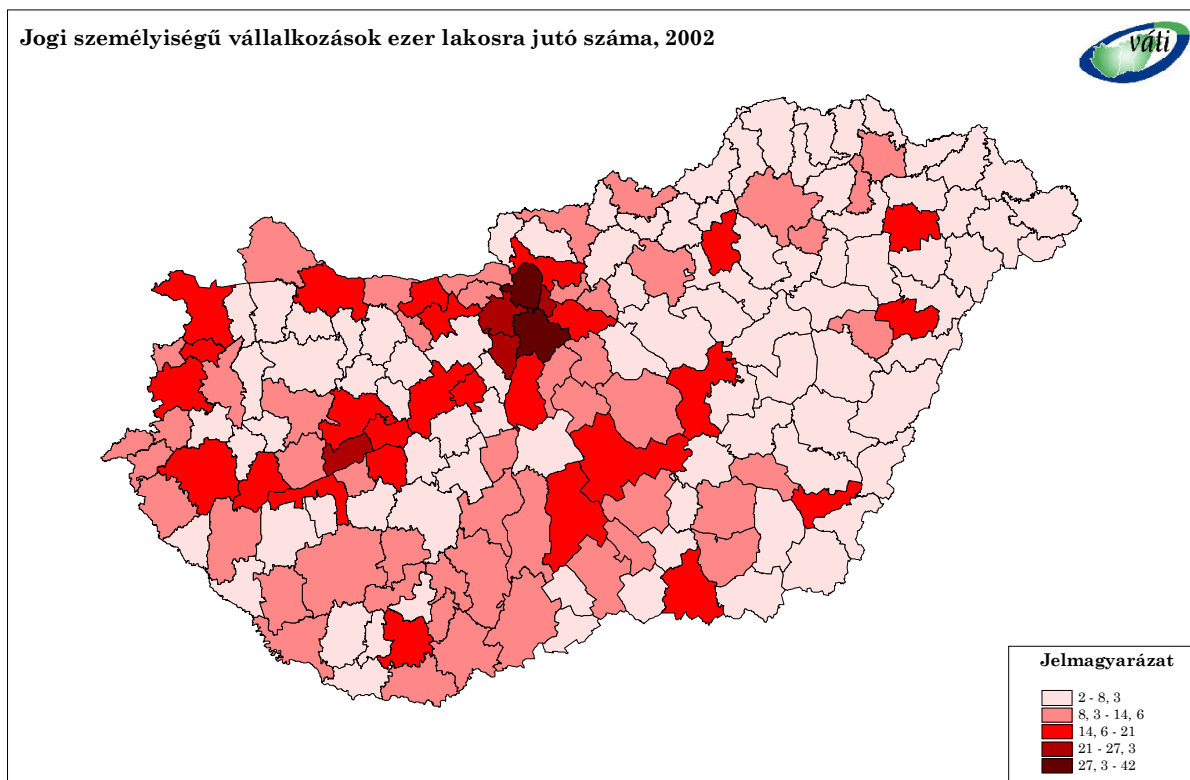 Jogi személyiségű vállalkozások ezer lakosra jutó száma, 2002
váti
Jelmagyarázat
2 - 8, 3
8, 3 - 14, 6
14, 6 - 21
21 - 27, 3
27, 3 - 42